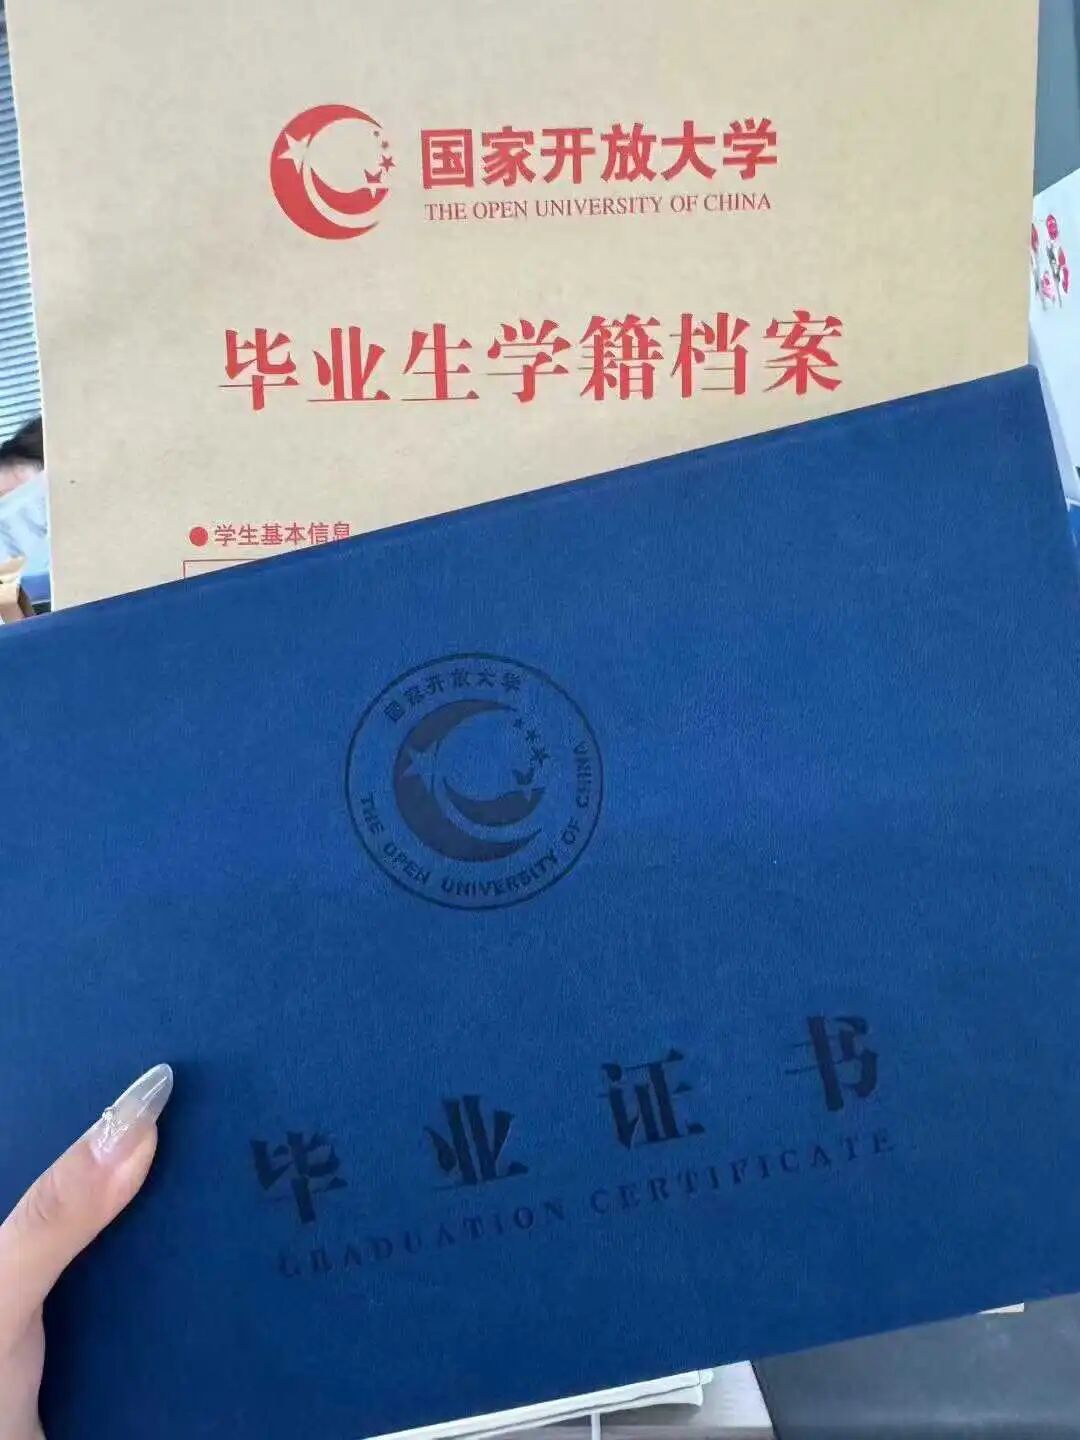 国家开放大学
THE OPEN UNIVERSITY OF CHINA
毕业生学籍档案
●学生基本信息
国家开放大学
THE OPEN UNIVERSITY OF CHINA
毕业证书
GRADUATION CERTIFICATE